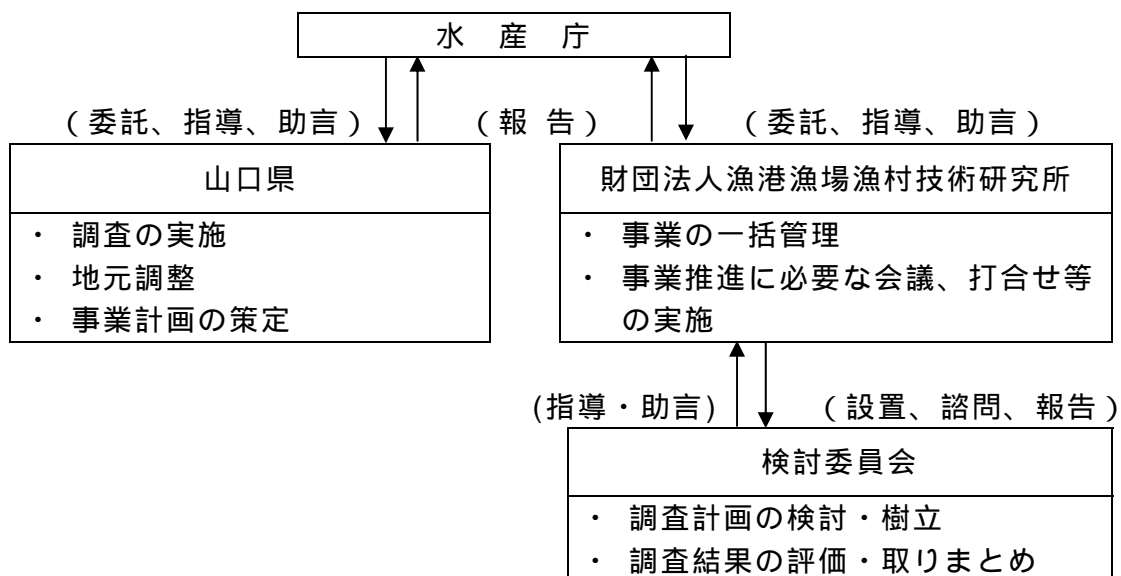 水 産 庁
（委託、指導、助言） （報 告） （委託、指導、助言）
山口県
・ 調査の実施
・ 地元調整
・ 事業計画の策定
財団法人漁港漁場漁村技術研究所
・ 事業の一括管理
・ 事業推進に必要な会議、打合せ等
の実施
(指導・助言) （設置、諮問、報告）
検討委員会
・ 調査計画の検討・樹立
・ 調査結果の評価・取りまとめ